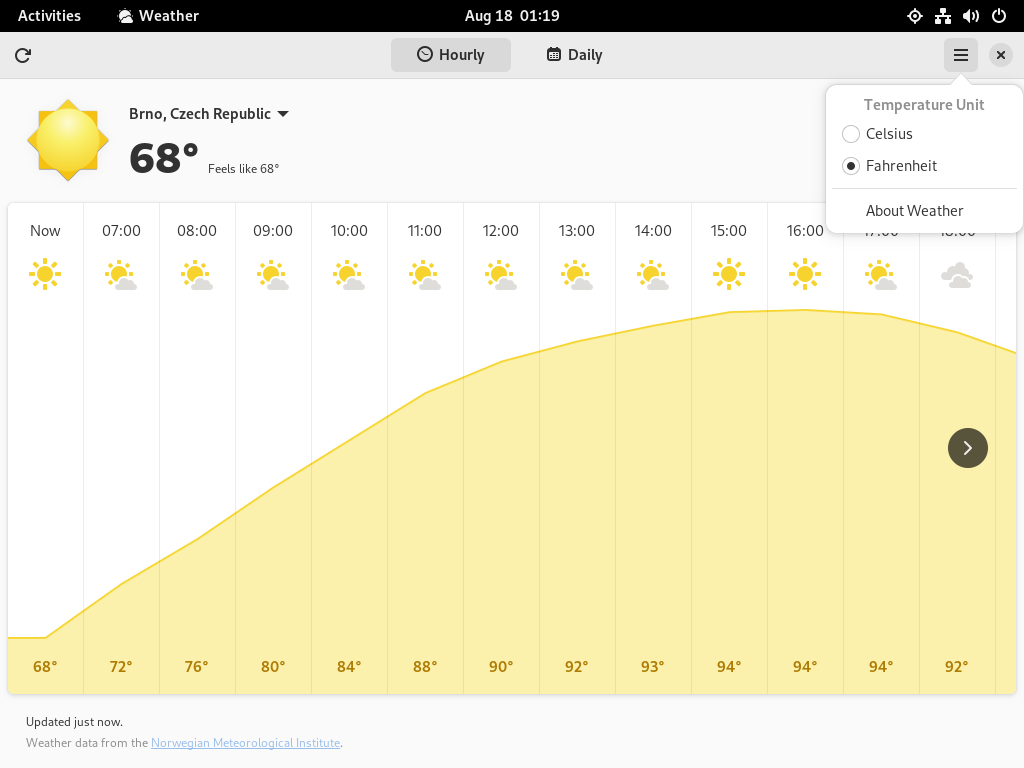 Activities
Weather
Aug 18 01:19
Hourly
Daily
Temperature Unit
Celsius
Fahrenheit
About Weather
Brno, Czech Republic
68°
Feels like 68°
Now 07:00 08:00 09:00 10:00 11:00 12:00 13:00 14:00 15:00 16:00
68° 72° 76° 80° 84° 88° 90° 92° 93° 94° 94° 94° 92°
Updated just now.
Weather data from the Norwegian Meteorological Institute.